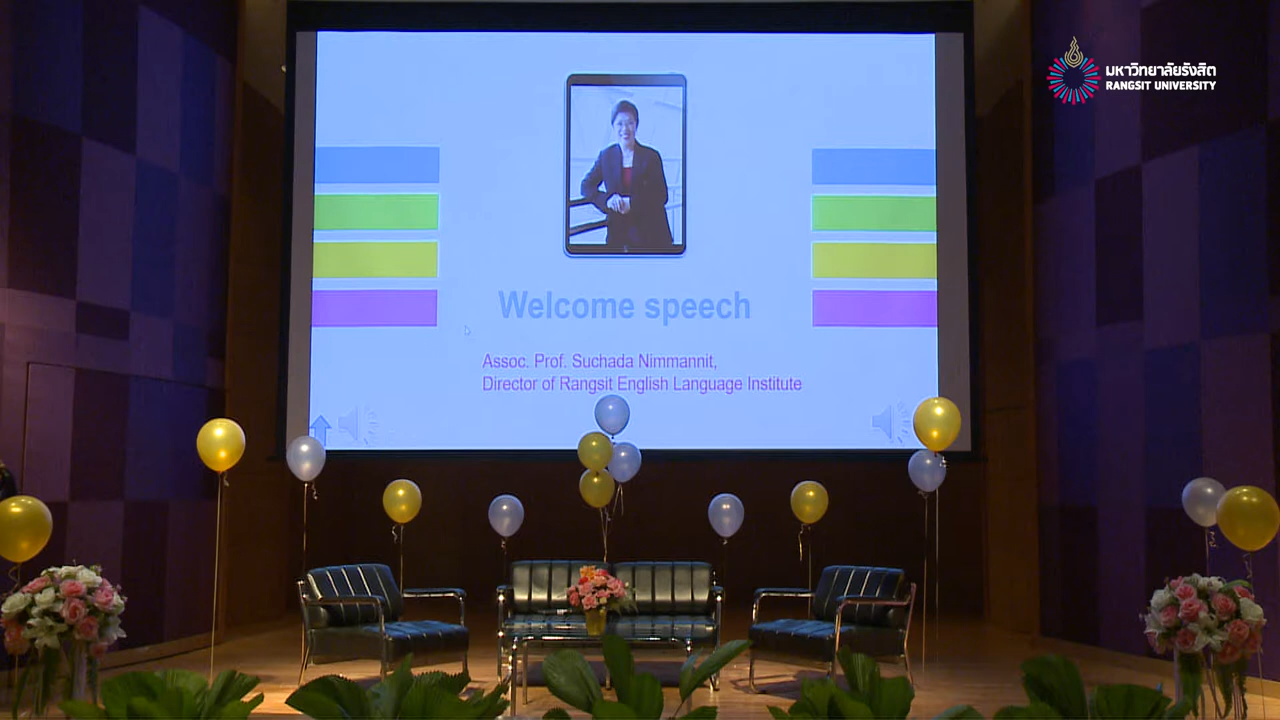 มหาวิทยาลัยรังสิต
RANGSIT UNIVERSITY
Welcome speech
Assoc. Prof. Suchada Nimmannit,
Director of Rangsit English Language Institute